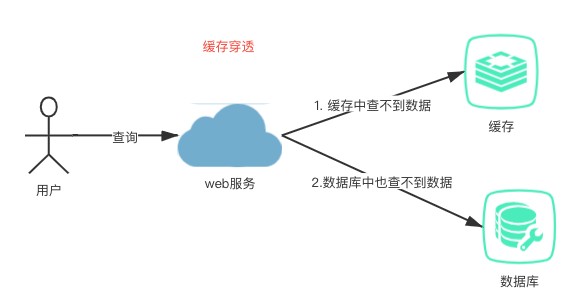 缓存穿透
1. 缓存中查不到数据
缓存
查询
用户
web服务
2.数据库中也查不到数据
数据库